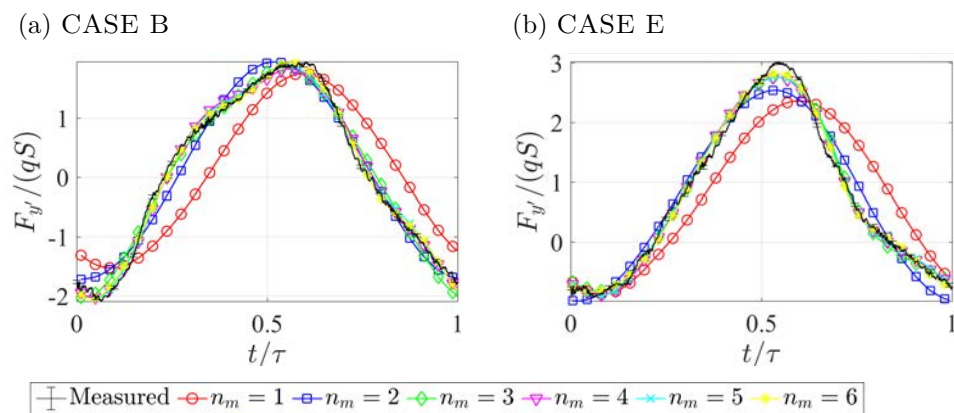 (a) CASE B
(b) CASE E
F_{y'}/(qS)
1
0
-1
-2
0
0.5
1
t/τ
F_{y'}/(qS)
3
2
1
0
0
0.5
1
t/τ
Measured n_m = 1 n_m = 2 n_m = 3 n_m = 4 n_m = 5 n_m = 6